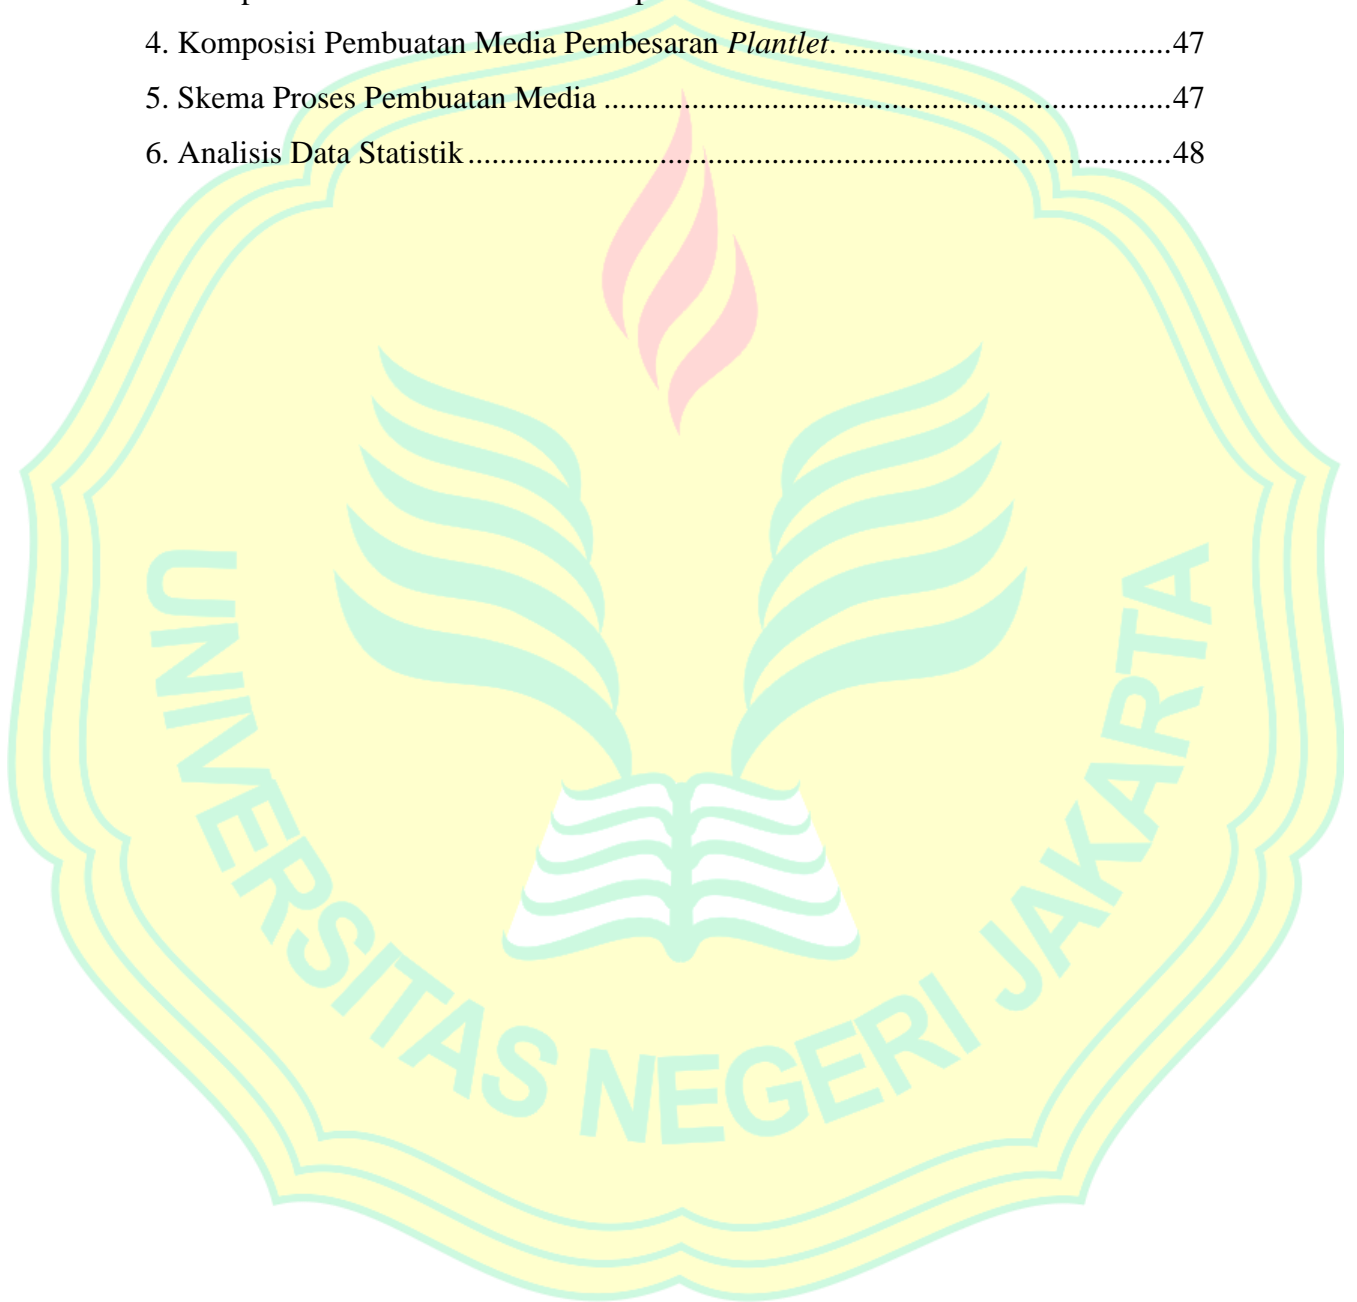 4. Komposisi Pembuatan Media Pembesaran Plantlet. .........................................47
5. Skema Proses Pembuatan Media .......................................................................47
6. Analisis Data Statistik ........................................................................................48
UNIVERSITAS NEGERI JAKARTA